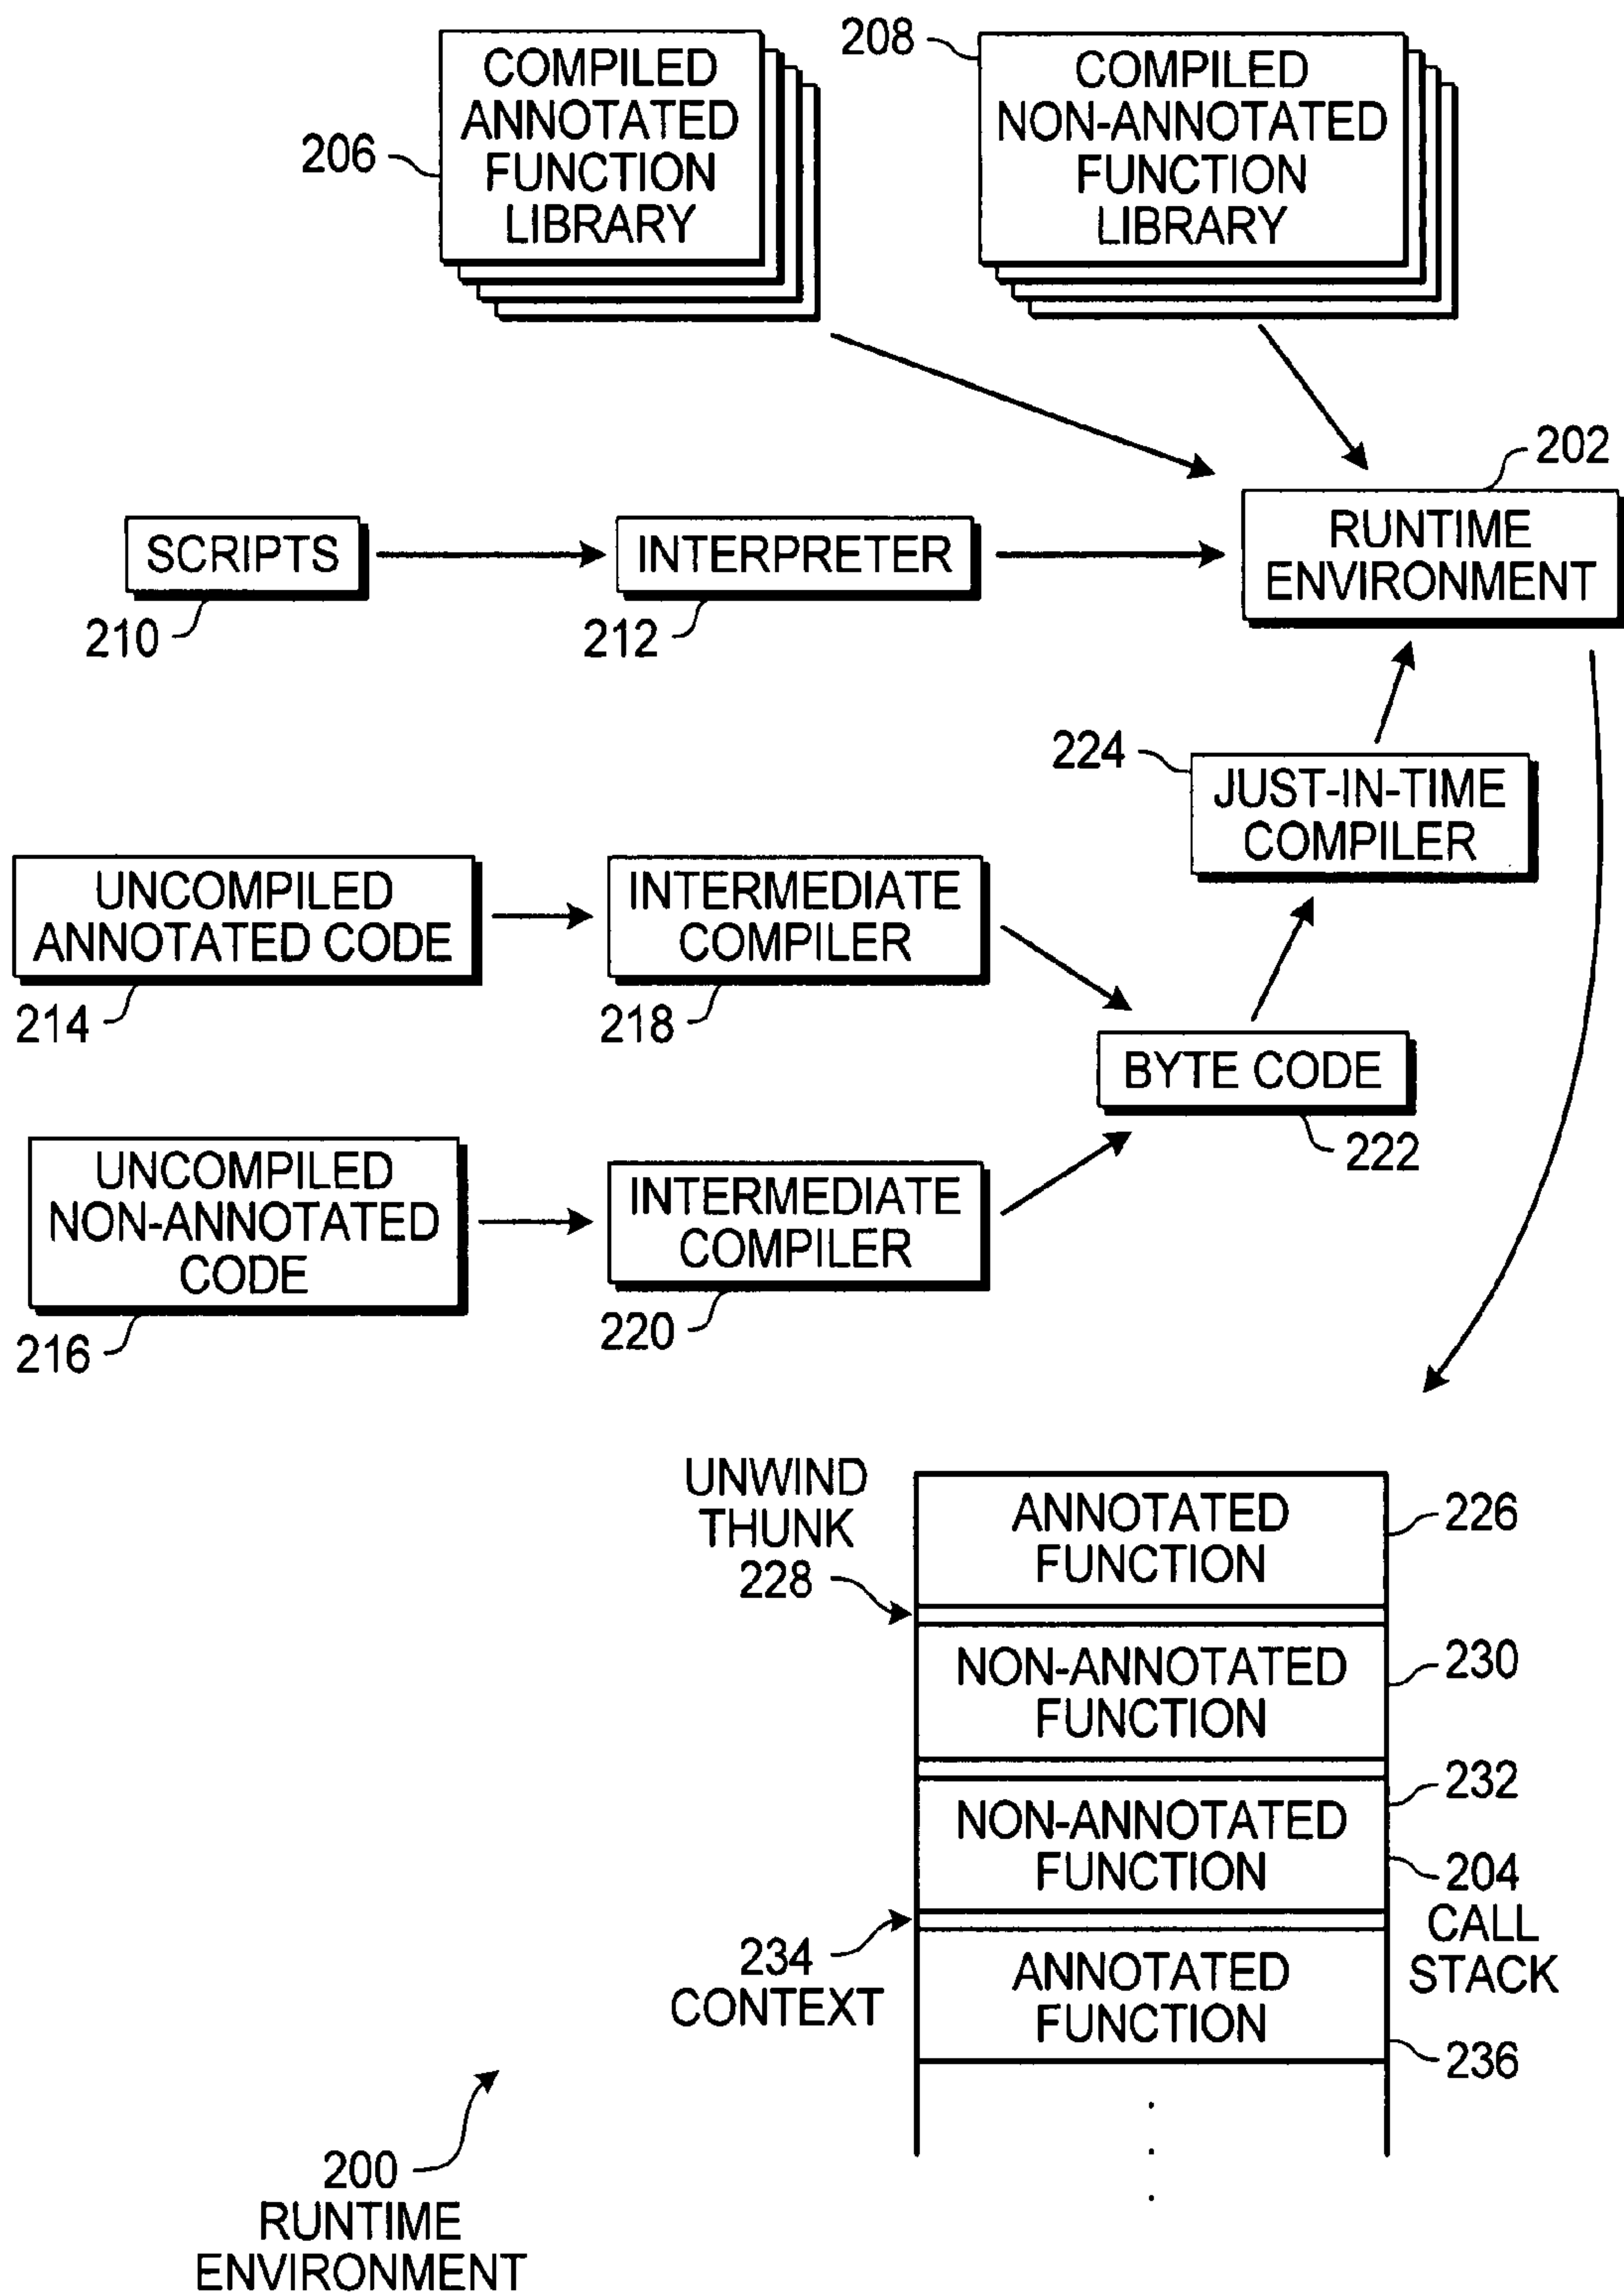 COMPILED
ANNOTATED
FUNCTION
LIBRARY
206
208
COMPILED
NON-ANNOTATED
FUNCTION
LIBRARY
202
RUNTIME
ENVIRONMENT
SCRIPTS
210
INTERPRETER
212
224
JUST-IN-TIME
COMPILER
UNCOMPILED
ANNOTATED CODE
214
INTERMEDIATE
COMPILER
218
BYTE CODE
222
UNCOMPILED
NON-ANNOTATED
CODE
216
INTERMEDIATE
COMPILER
220
UNWIND
THUNK
228
ANNOTATED
FUNCTION
226
NON-ANNOTATED
FUNCTION
230
232
NON-ANNOTATED
FUNCTION
204
CALL
STACK
234
CONTEXT
ANNOTATED
FUNCTION
236
200
RUNTIME
ENVIRONMENT